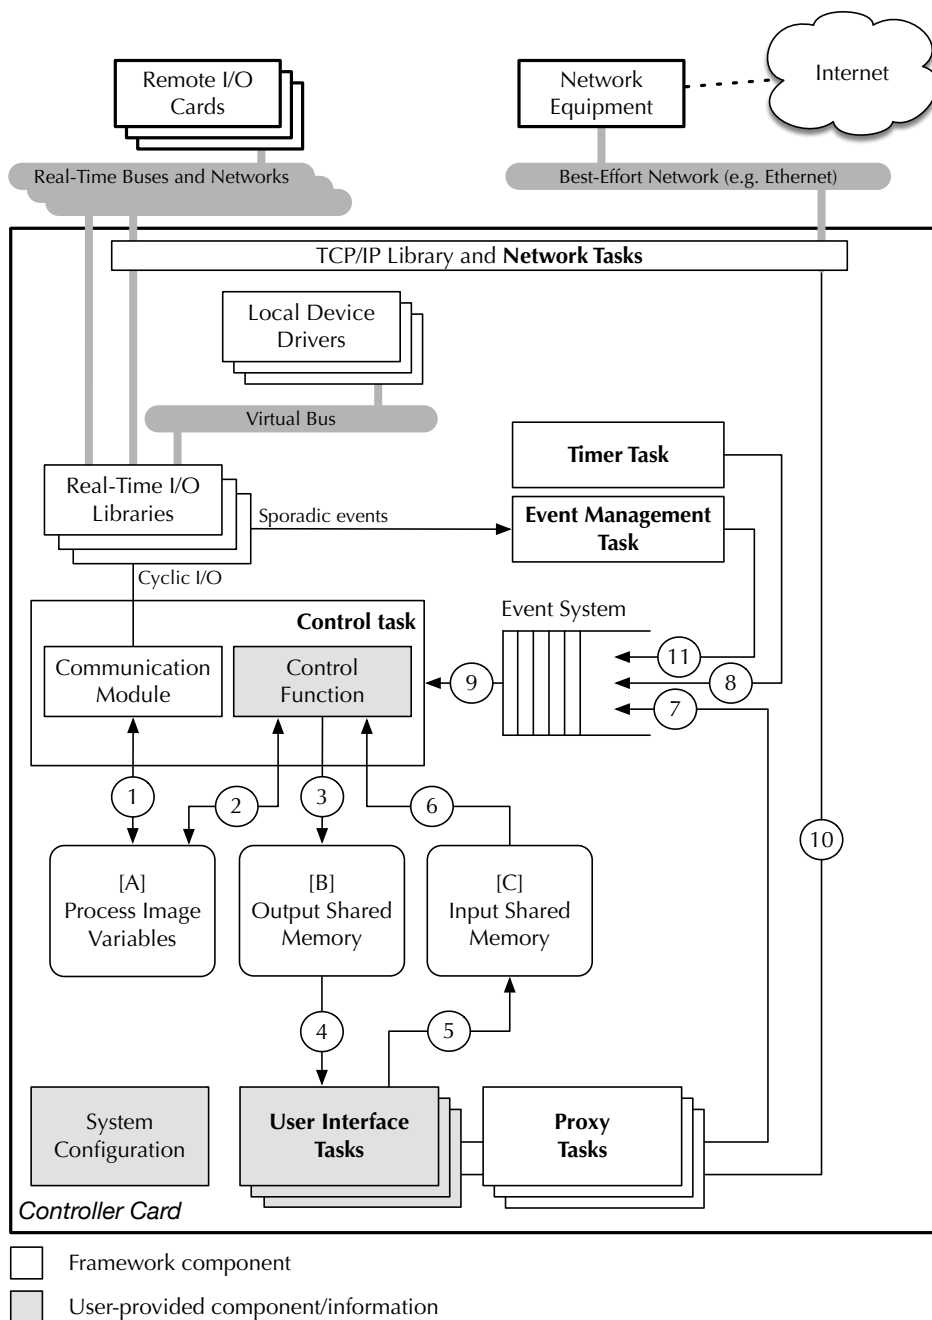 Remote I/O
Cards
Network
Equipment
Internet
Real-Time Buses and Networks
Best-Effort Network (e.g. Ethernet)
TCP/IP Library and Network Tasks
Local Device
Drivers
Virtual Bus
Timer Task
Real-Time I/O
Libraries
Sporadic events
Event Management
Task
Cyclic I/O
Control task
Event System
Communication
Module
Control
Function
11
9
8
7
1
2
3
6
10
[A]
Process Image
Variables
[B]
Output Shared
Memory
[C]
Input Shared
Memory
4
5
System
Configuration
User Interface
Tasks
Proxy
Tasks
Controller Card
Framework component
User-provided component/information